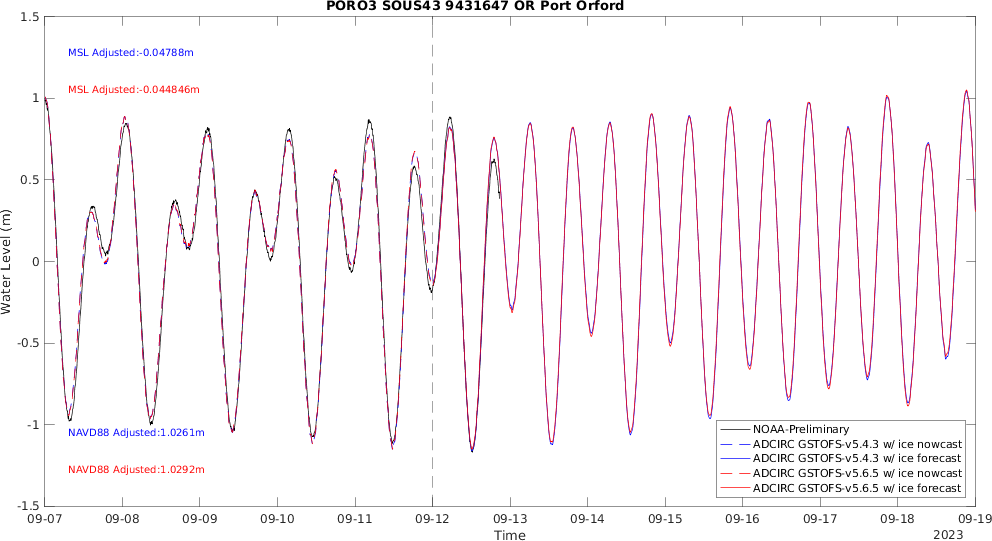 PORO3 SOUS43 9431647 OR Port Orford
1.5
MSL Adjusted:-0.04788m
1
MSL Adjusted:-0.044846m
0.5
0
Water Level (m)
-0.5
-1
NAVD88 Adjusted:1.0261m
NAVD88 Adjusted:1.0292m
-1.5
NOAA-Preliminary
ADCIRC GSTOFS-v5.4.3 w/ ice nowcast
ADCIRC GSTOFS-v5.4.3 w/ ice forecast
ADCIRC GSTOFS-v5.6.5 w/ ice nowcast
ADCIRC GSTOFS-v5.6.5 w/ ice forecast
09-07 09-08 09-09 09-10 09-11 09-12 09-13 09-14 09-15 09-16 09-17 09-18 09-19
Time
2023